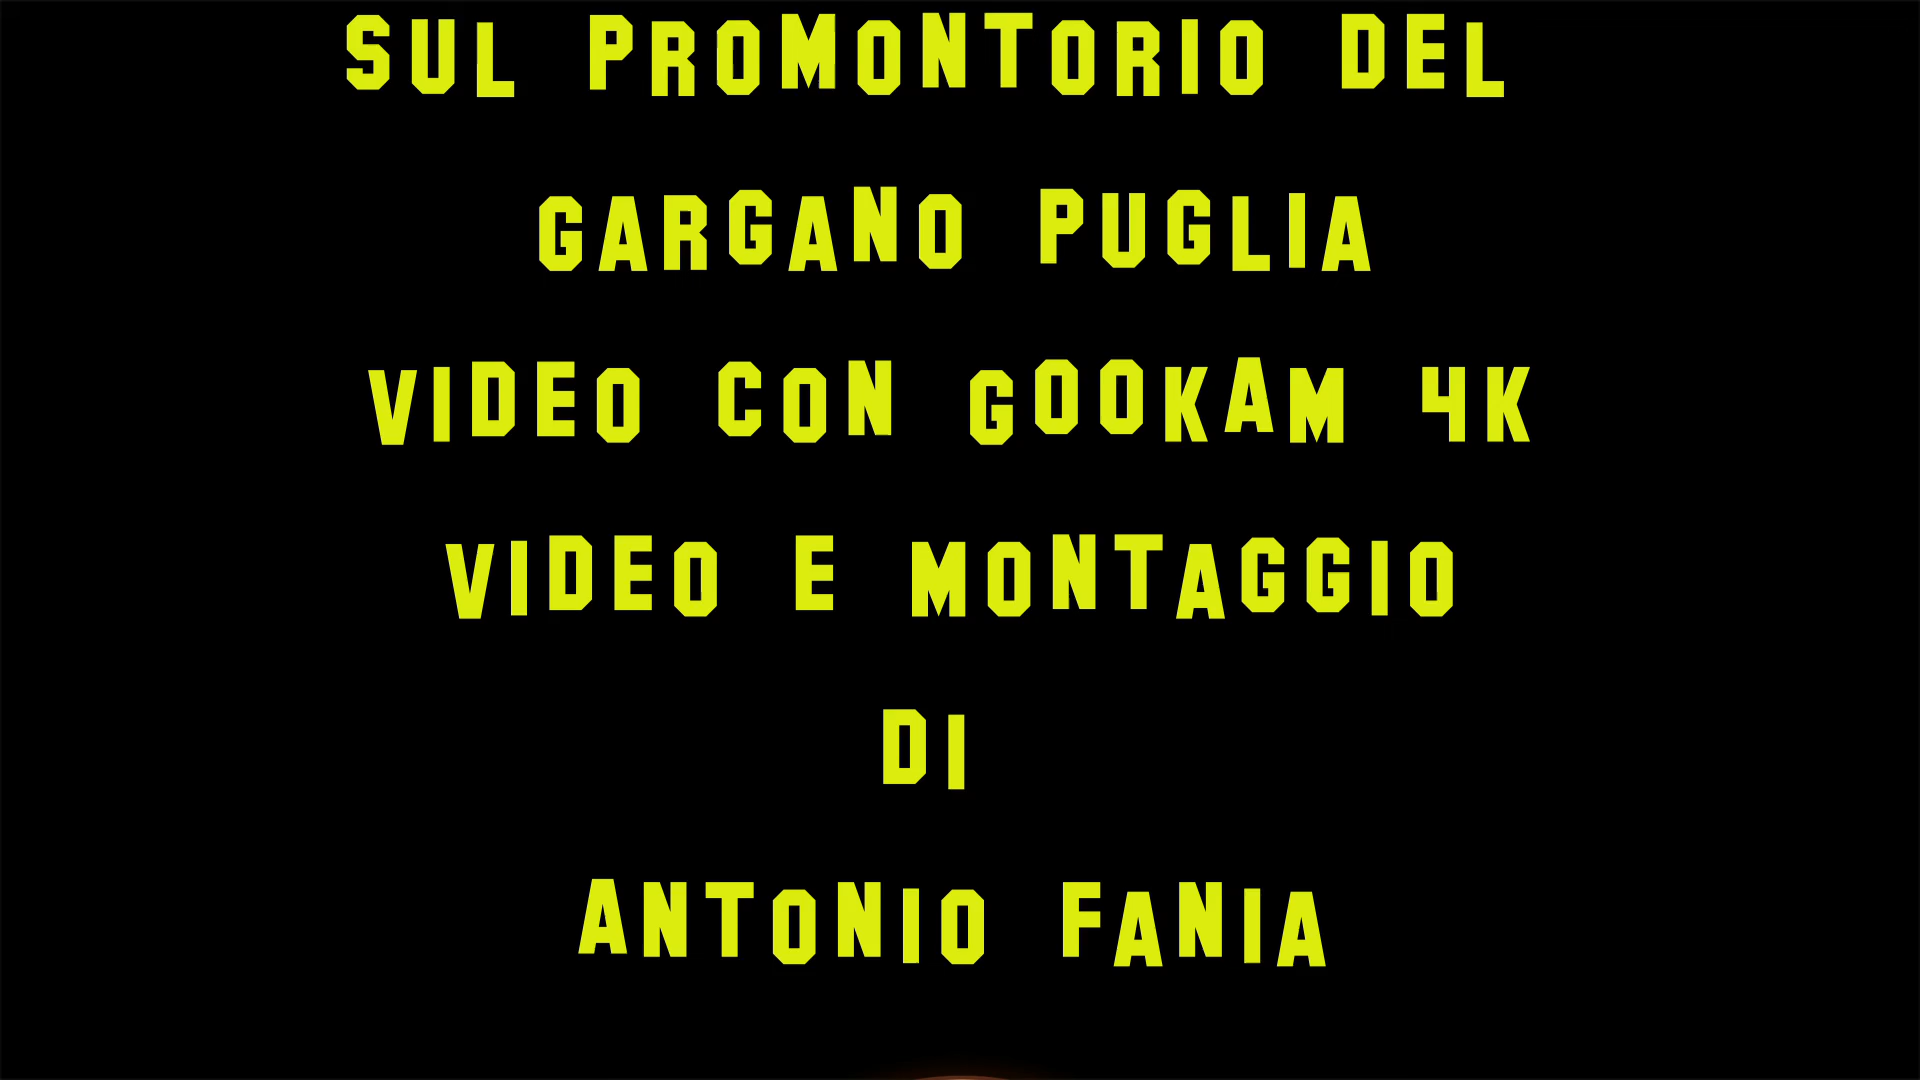 SUL PROMONTORIO DEL
GARGANO PUGLIA
VIDEO CON GOOKAM 4K
VIDEO E MONTAGGIO
DI
ANTONIO FANIA